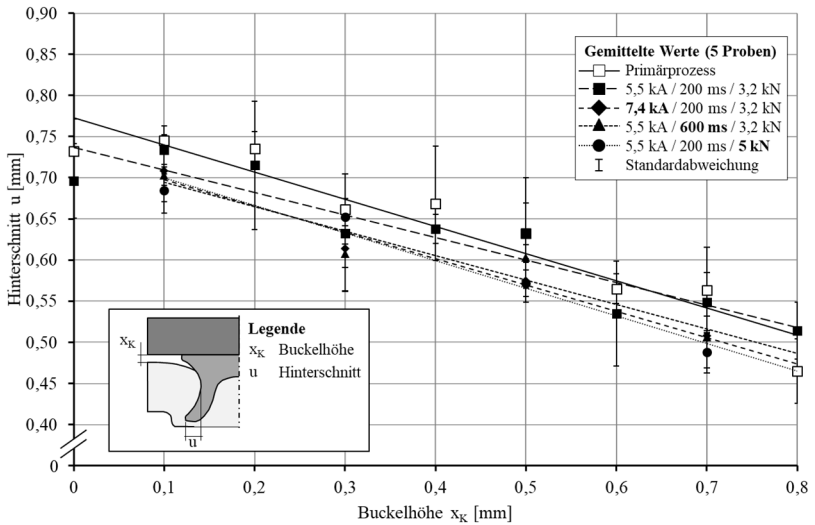 0,90
0,85
0,80
0,75
0,70
0,65
0,60
0,55
0,50
0,45
0,40
0
Hinterschnitt u [mm]
Gemittelte Werte (5 Proben)
Primärprozess
5,5 kA / 200 ms / 3,2 kN
7,4 kA / 200 ms / 3,2 kN
5,5 kA / 600 ms / 3,2 kN
5,5 kA / 200 ms / 5 kN
Standardabweichung
Legende
xK Buckelhöhe
u Hinterschnitt
xK
u
0 0,1 0,2 0,3 0,4 0,5 0,6 0,7 0,8
Buckelhöhe xK [mm]